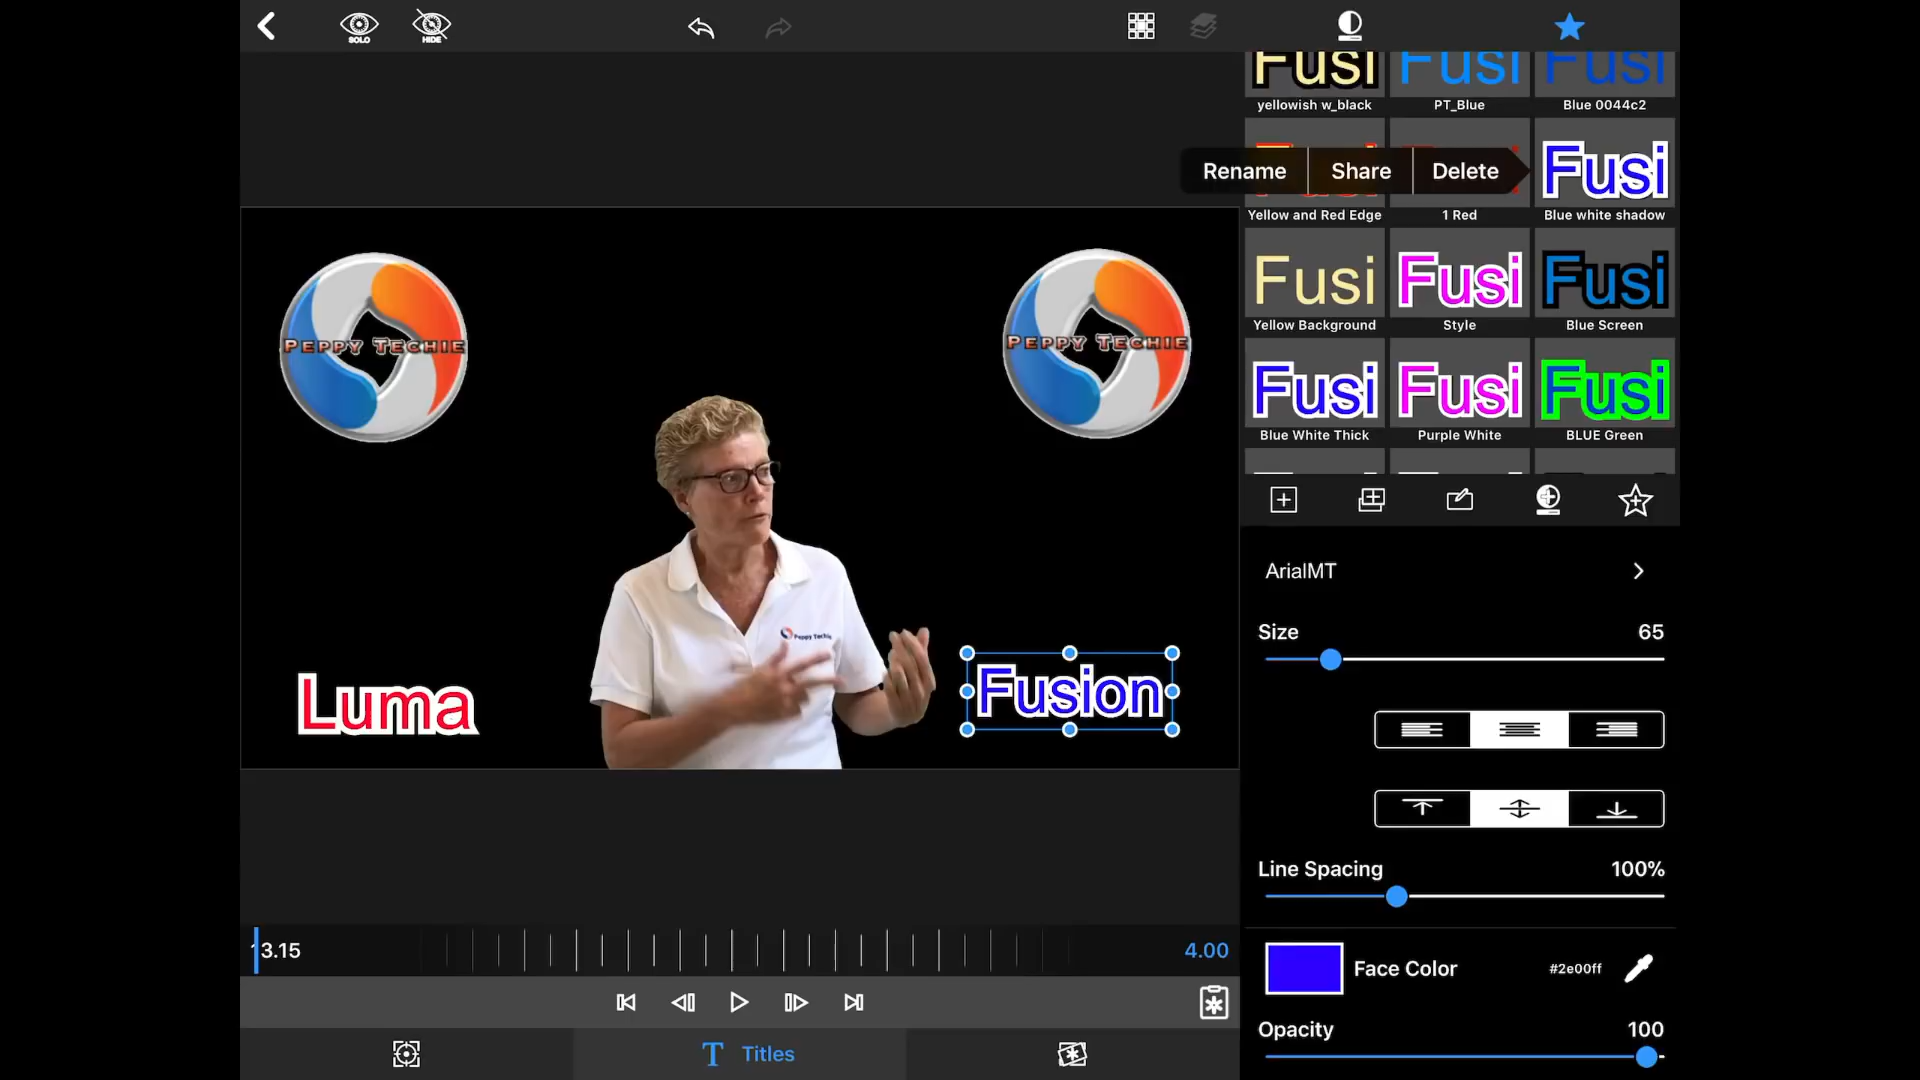 SOLO
HIDE
Fusi
Fusi
Fusi
yellowish w_black
PT_Blue
Blue 0044c2
Rename
Share
Delete
Fusi
Yellow and Red Edge
1 Red
Blue white shadow
Fusi
Fusi
Fusi
Yellow Background
Style
Blue Screen
Fusi
Fusi
Fusi
Blue White Thick
Purple White
BLUE Green
PEPPY TECHIE
PEPPY TECHIE
Peppy Techie
Luma
Fusion
ArialMT
Size 65
Line Spacing 100%
Face Color #2e00ff
Opacity 100
3.15
4.00
T Titles